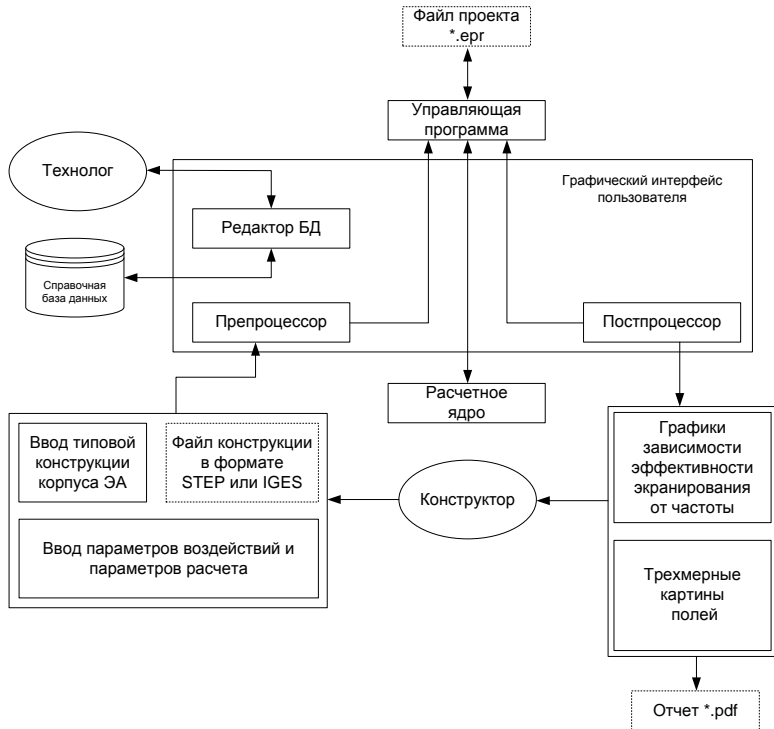 Файл проекта
*.epr
Управляющая
программа
Технолог
Графический интерфейс
пользователя
Редактор БД
Справочная
база данных
Препроцессор
Постпроцессор
Расчетное
ядро
Ввод типовой
конструкции
корпуса ЭА
Файл конструкции
в формате
STEP или IGES
Ввод параметров воздействий и
параметров расчета
Конструктор
Графики
зависимости
эффективности
экранирования
от частоты
Трехмерные
картины
полей
Отчет *.pdf